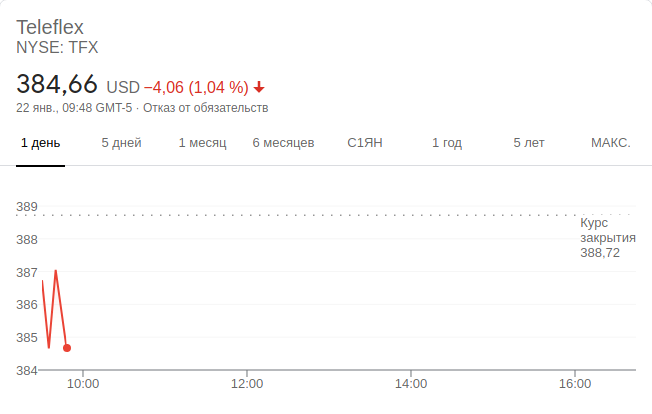 Teleflex
NYSE: TFX
384,66 USD −4,06 (1,04 %)
22 янв., 09:48 GMT-5 · Отказ от обязательств
1 день 5 дней 1 месяц 6 месяцев С1ЯН 1 год 5 лет МАКС.
389
388
387
386
385
384
Курс
закрытия
388,72
10:00 12:00 14:00 16:00